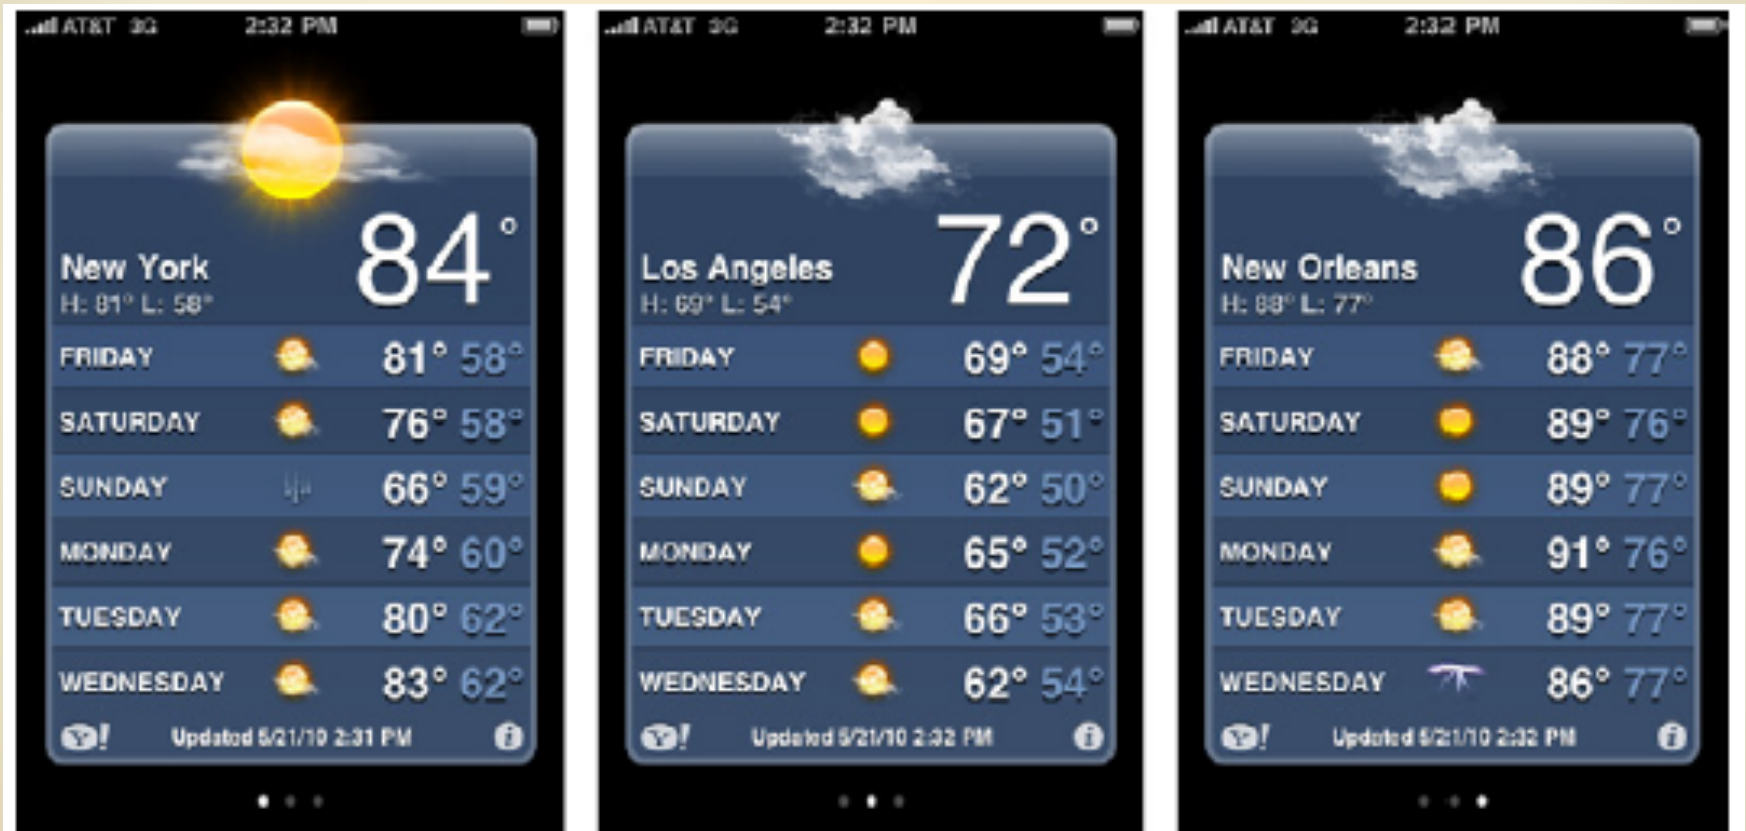 AT&T 3G 2:32 PM
84°
New York
H: 81° L: 58°
FRIDAY 81° 58°
SATURDAY 76° 58°
SUNDAY 66° 59°
MONDAY 74° 60°
TUESDAY 80° 62°
WEDNESDAY 83° 62°
Y! Updated 5/21/10 2:31 PM i
AT&T 3G 2:32 PM
72°
Los Angeles
H: 69° L: 54°
FRIDAY 69° 54°
SATURDAY 67° 51°
SUNDAY 62° 50°
MONDAY 65° 52°
TUESDAY 66° 53°
WEDNESDAY 62° 54°
Y! Updated 5/21/10 2:32 PM i
AT&T 3G 2:32 PM
86°
New Orleans
H: 88° L: 77°
FRIDAY 88° 77°
SATURDAY 89° 76°
SUNDAY 89° 77°
MONDAY 91° 76°
TUESDAY 89° 77°
WEDNESDAY 86° 77°
Y! Updated 5/21/10 2:32 PM i